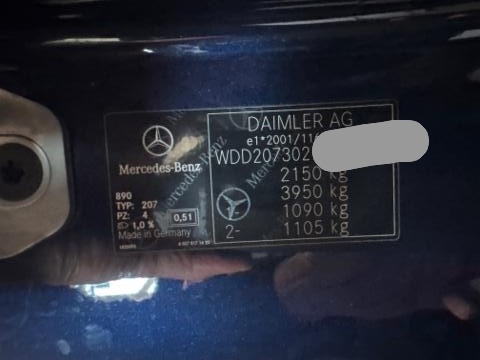 DAIMLER AG
e1*2001/116
WDD207302
2150 kg
3950 kg
1090 kg
2- 1105 kg
Mercedes-Benz
890
TYP: 207
PZ: 4
1,0 %
0,51
Made in Germany